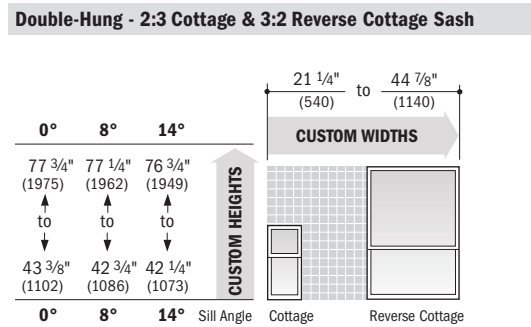 Double-Hung - 2:3 Cottage & 3:2 Reverse Cottage Sash
21 1/4" to 44 7/8"
(540) (1140)
CUSTOM WIDTHS
0° 8° 14°
77 3/4" 77 1/4" 76 3/4"
(1975) (1962) (1949)
to to to
43 3/8" 42 3/4" 42 1/4"
(1102) (1086) (1073)
CUSTOM HEIGHTS
0° 8° 14° Sill Angle Cottage Reverse Cottage